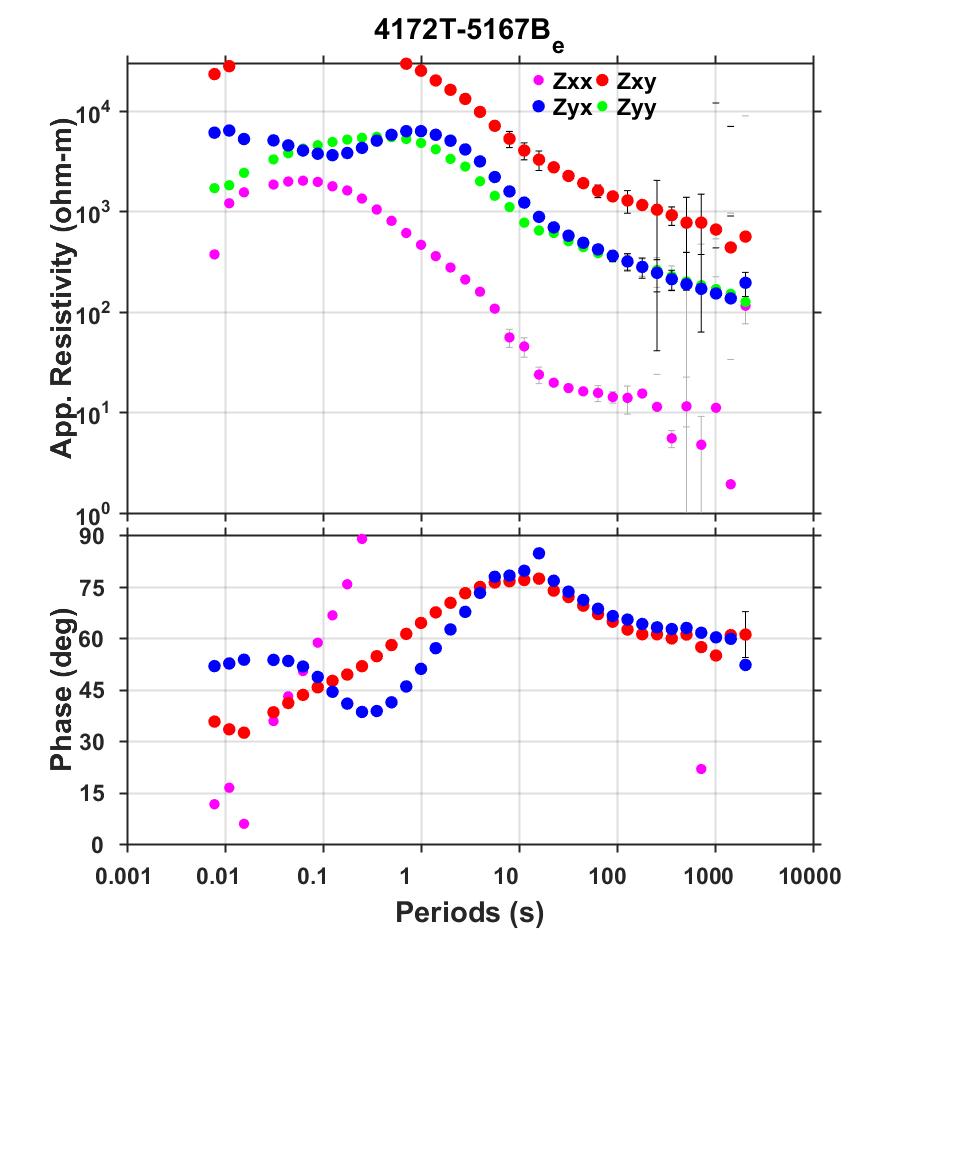 4172T-5167Be
Zxx Zxy
Zyx Zyy
App. Resistivity (ohm-m)
10^4
10^3
10^2
10^1
10^0
Phase (deg)
90
75
60
45
30
15
0
0.001 0.01 0.1 1 10 100 1000 10000
Periods (s)